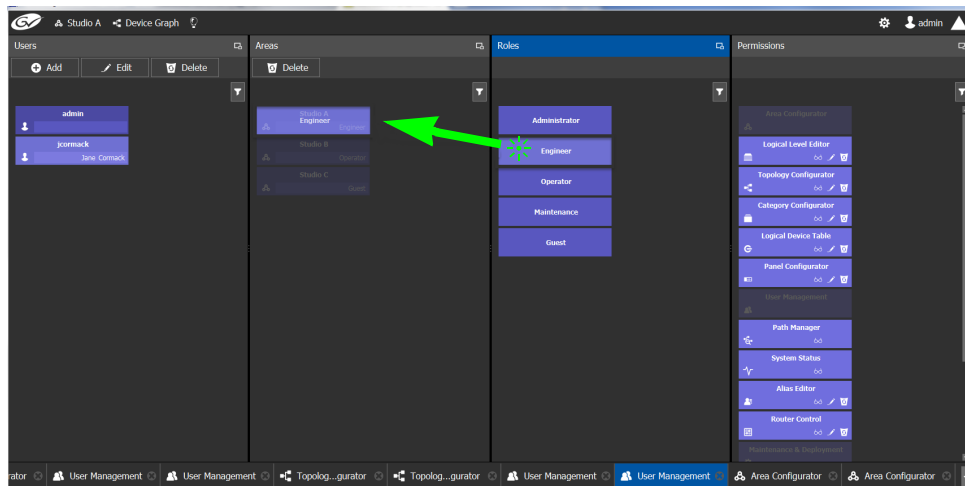 GV
Studio A
Device Graph
admin
Users
Areas
Roles
Permissions
Add
Edit
Delete
Delete
admin
jcormack
Jane Cormack
Studio A
Engineer
Engineer
Studio B
Operator
Studio C
Guest
Administrator
Engineer
Operator
Maintenance
Guest
Area Configurator
Logical Level Editor
Topology Configurator
Category Configurator
Logical Device Table
Panel Configurator
User Management
Path Manager
System Status
Alias Editor
Router Control
Maintenance & Deployment
rator
User Management
User Management
Topolog...gurator
Topolog...gurator
User Management
User Management
Area Configurator
Area Configurator